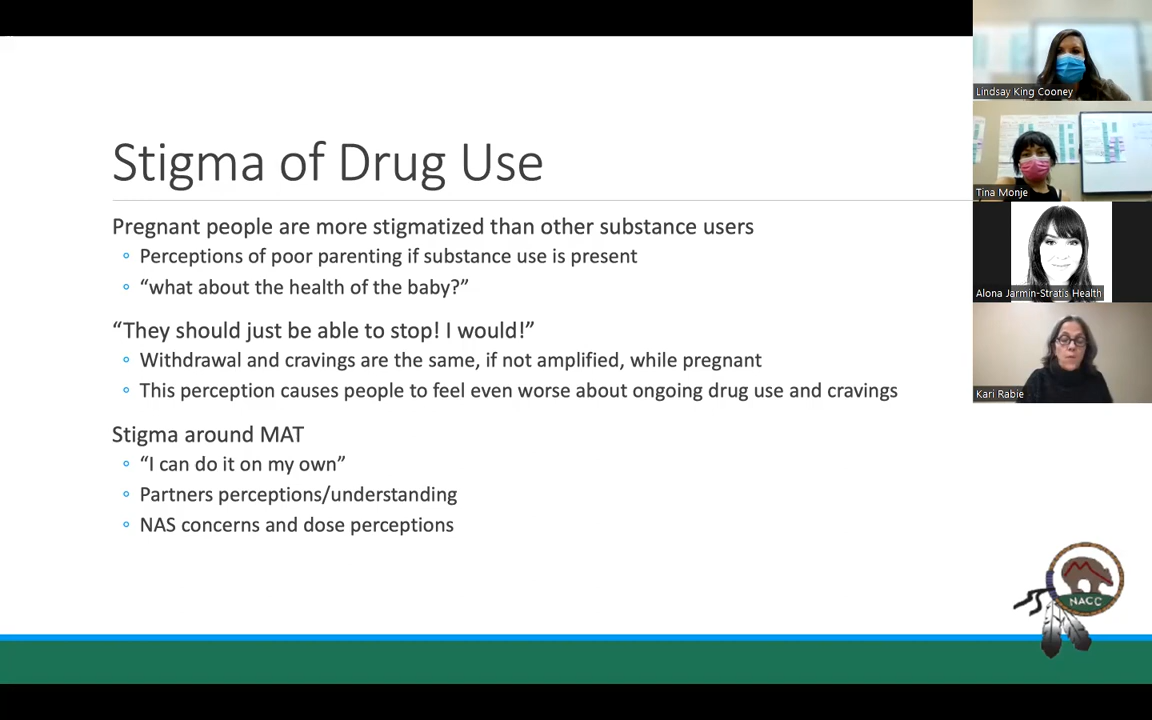 Stigma of Drug Use
Pregnant people are more stigmatized than other substance users
Perceptions of poor parenting if substance use is present
“what about the health of the baby?”
“They should just be able to stop! I would!”
Withdrawal and cravings are the same, if not amplified, while pregnant
This perception causes people to feel even worse about ongoing drug use and cravings
Stigma around MAT
“I can do it on my own”
Partners perceptions/understanding
NAS concerns and dose perceptions
NACC
Lindsay King Cooney
Tina Monje
Alona Jarmin-Stratis Health
Kari Rabie